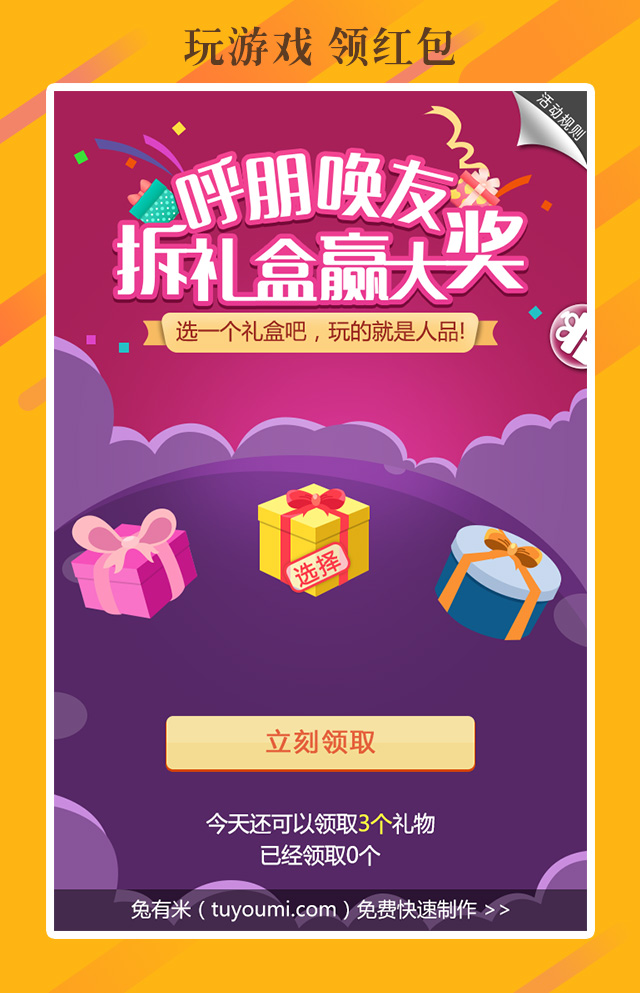 玩游戏 领红包
活动规则
呼朋唤友
拆礼盒赢大奖
选一个礼盒吧，玩的就是人品!
选择
立刻领取
今天还可以领取3个礼物
已经领取0个
兔有米（tuyoumi.com）免费快速制作 >>